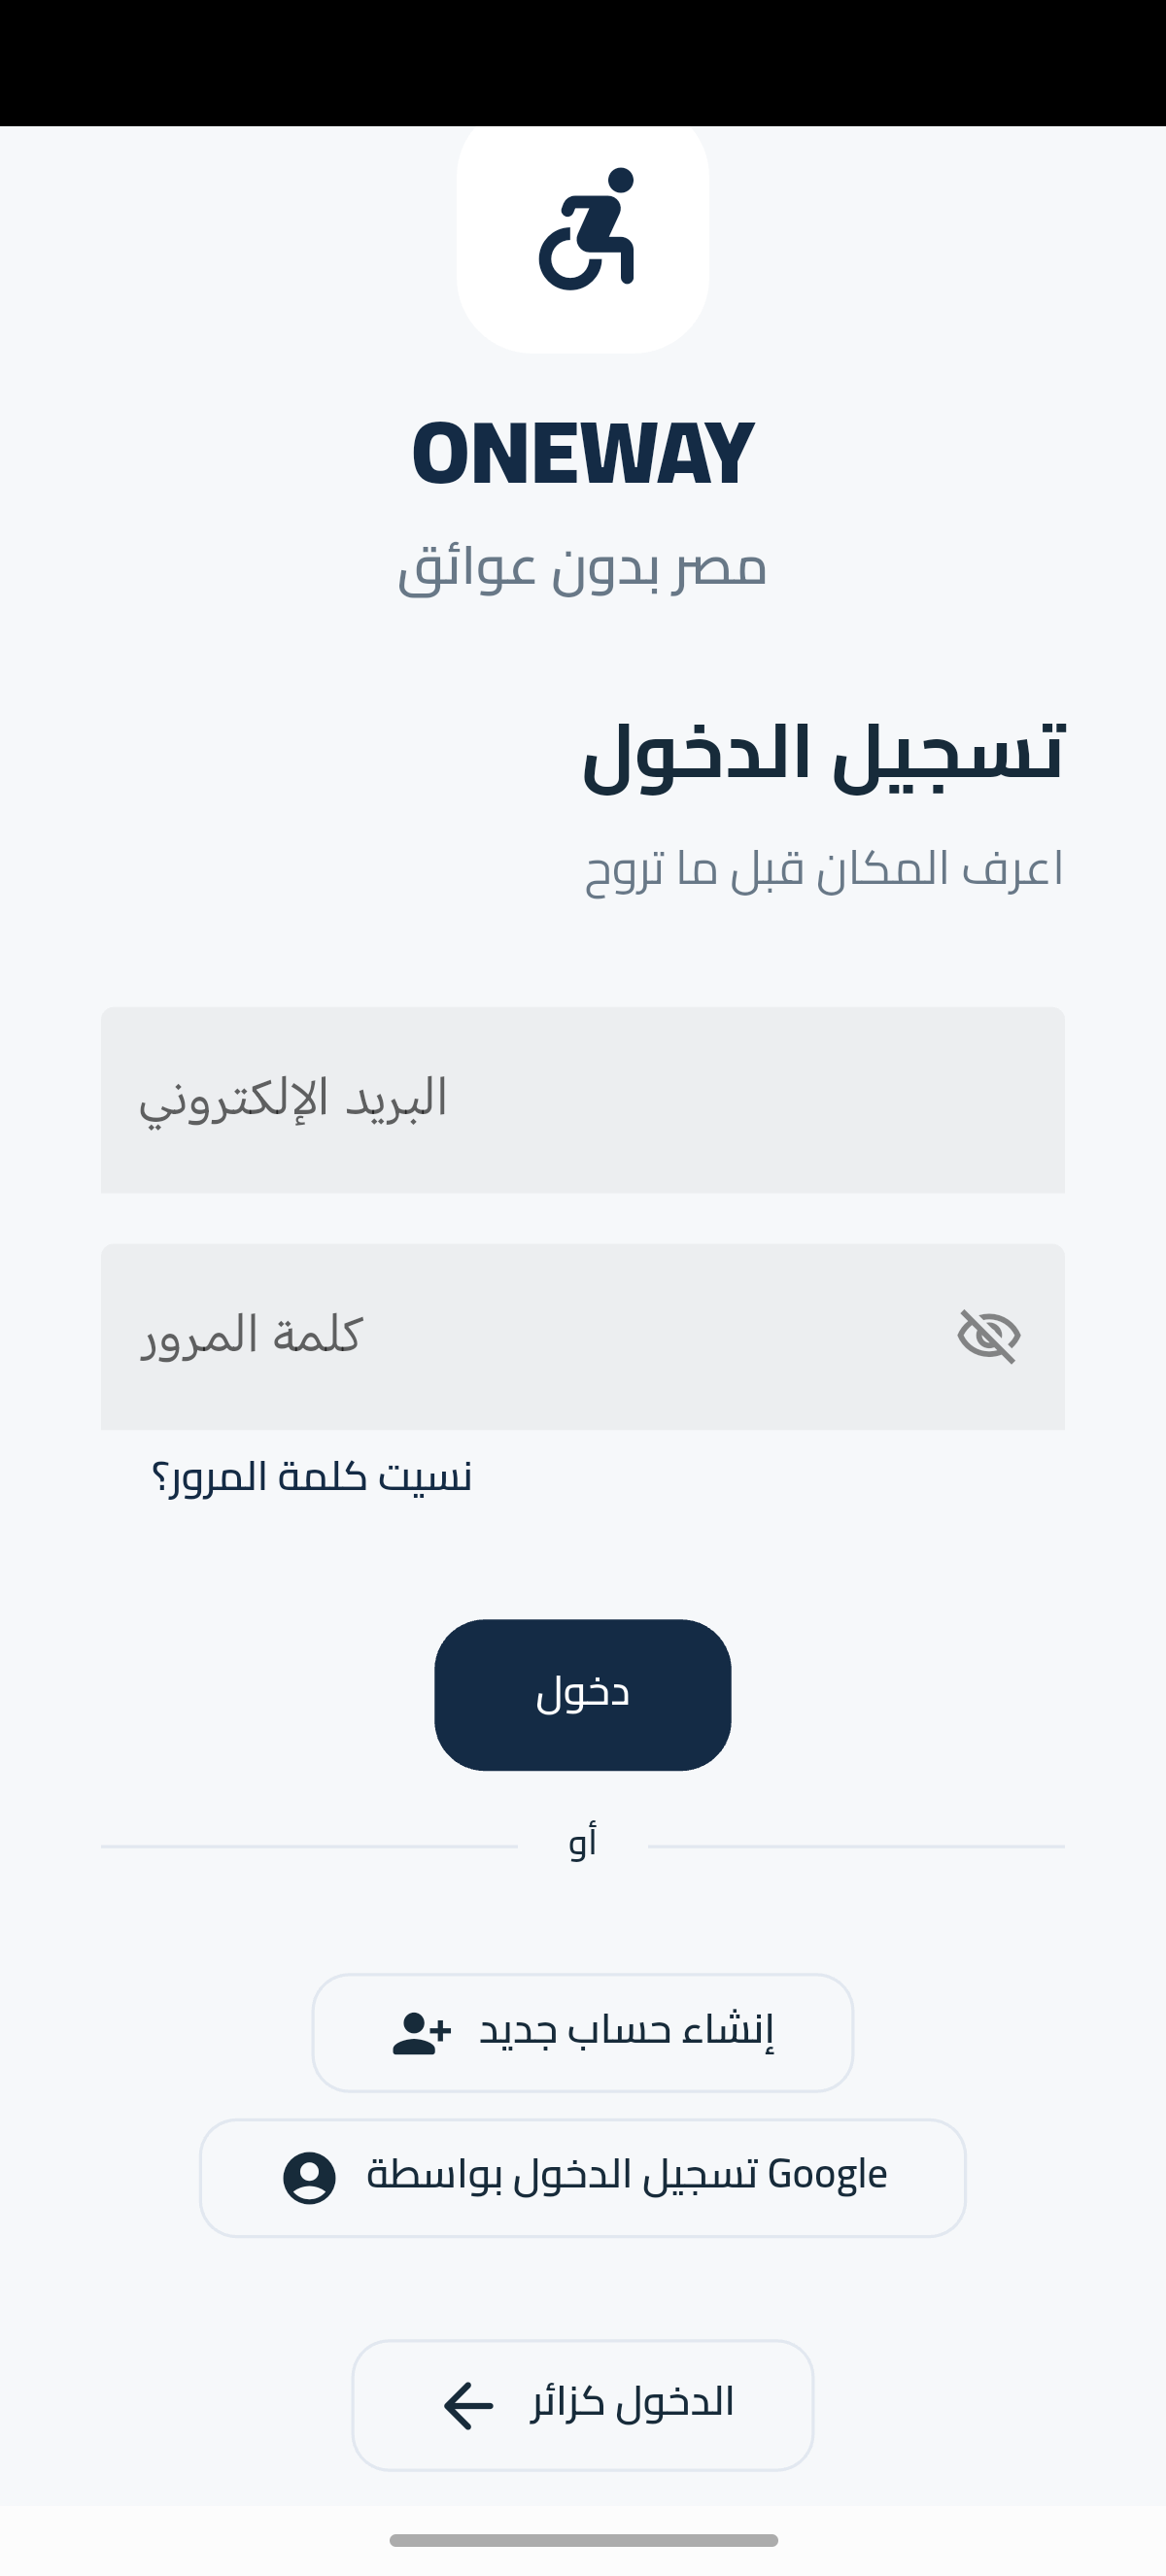 ONEWAY
مصر بدون عوائق
تسجيل الدخول
اعرف المكان قبل ما تروح
البريد الإلكتروني
كلمة المرور
نسيت كلمة المرور؟
دخول
أو
إنشاء حساب جديد
تسجيل الدخول بواسطة Google
الدخول كزائر